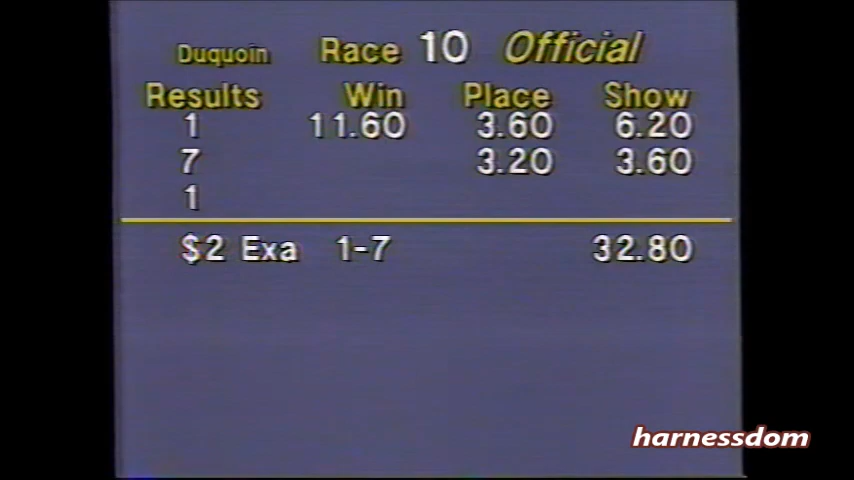 Duquoin Race 10 Official
Results Win Place Show
1 11.60 3.60 6.20
7 3.20 3.60
1
$2 Exa 1-7 32.80
harnessdom